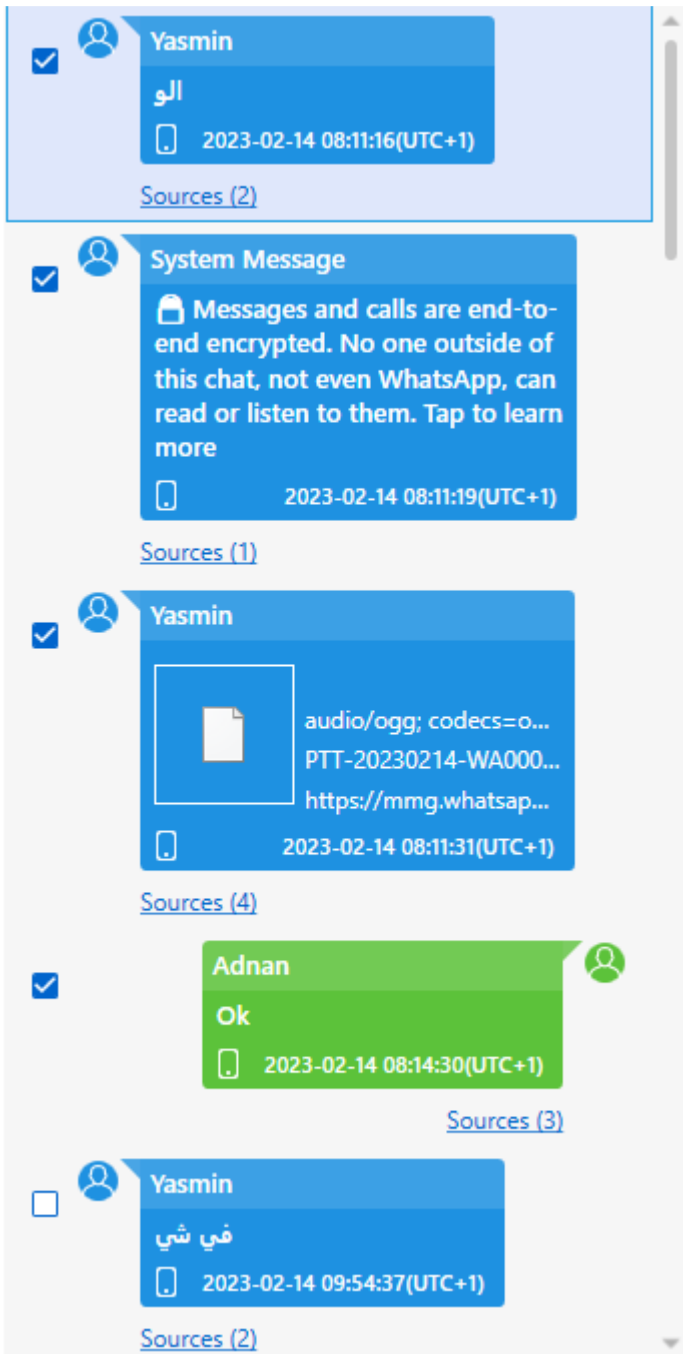 Yasmin
الو
2023-02-14 08:11:16(UTC+1)
Sources (2)
System Message
Messages and calls are end-to-
end encrypted. No one outside of
this chat, not even WhatsApp, can
read or listen to them. Tap to learn
more
2023-02-14 08:11:19(UTC+1)
Sources (1)
Yasmin
audio/ogg; codecs=o...
PTT-20230214-WA000...
https://mmg.whatsap...
2023-02-14 08:11:31(UTC+1)
Sources (4)
Adnan
Ok
2023-02-14 08:14:30(UTC+1)
Sources (3)
Yasmin
في شي
2023-02-14 09:54:37(UTC+1)
Sources (2)